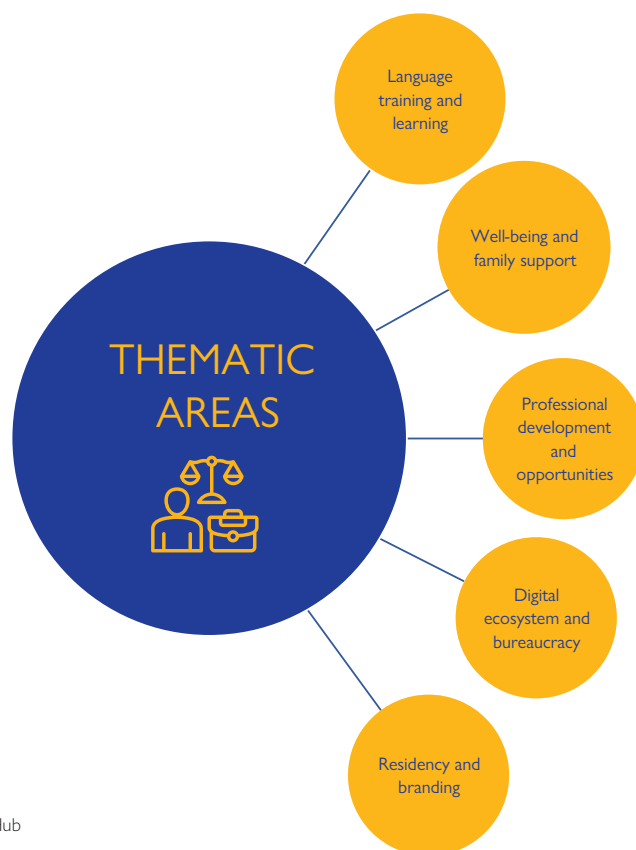 Language
training and
learning
Well-being and
family support
THEMATIC
AREAS
Professional
development
and
opportunities
Digital
ecosystem and
bureaucracy
Residency and
branding